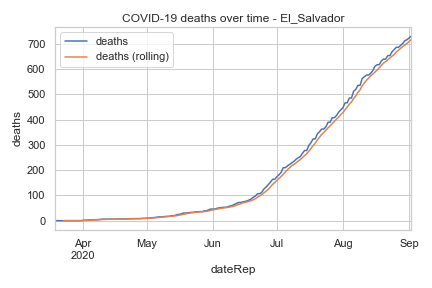 COVID-19 deaths over time - El_Salvador
deaths
deaths (rolling)
700
600
500
400
300
200
100
0
deaths
Apr
2020
May
Jun
Jul
Aug
Sep
dateRep